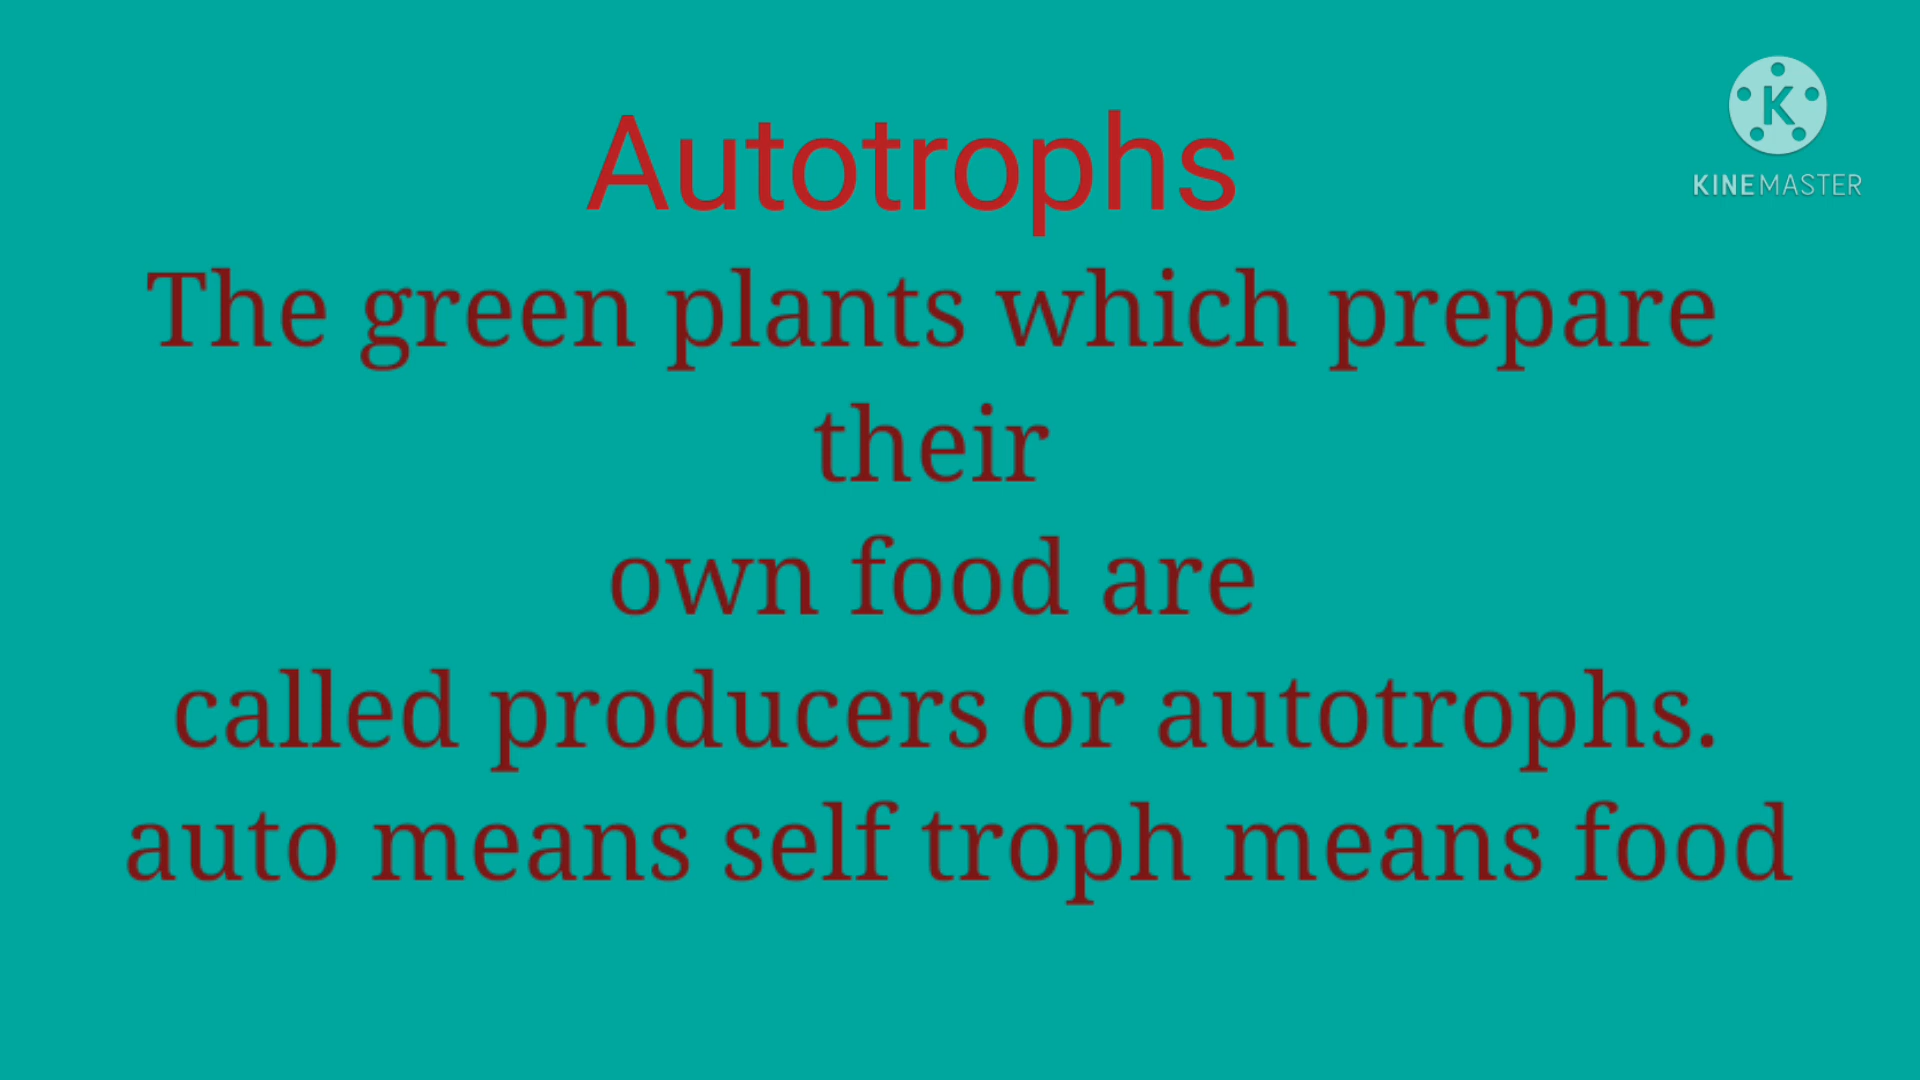 Autotrophs
K
KINEMASTER
The green plants which prepare
their
own food are
called producers or autotrophs.
auto means self troph means food